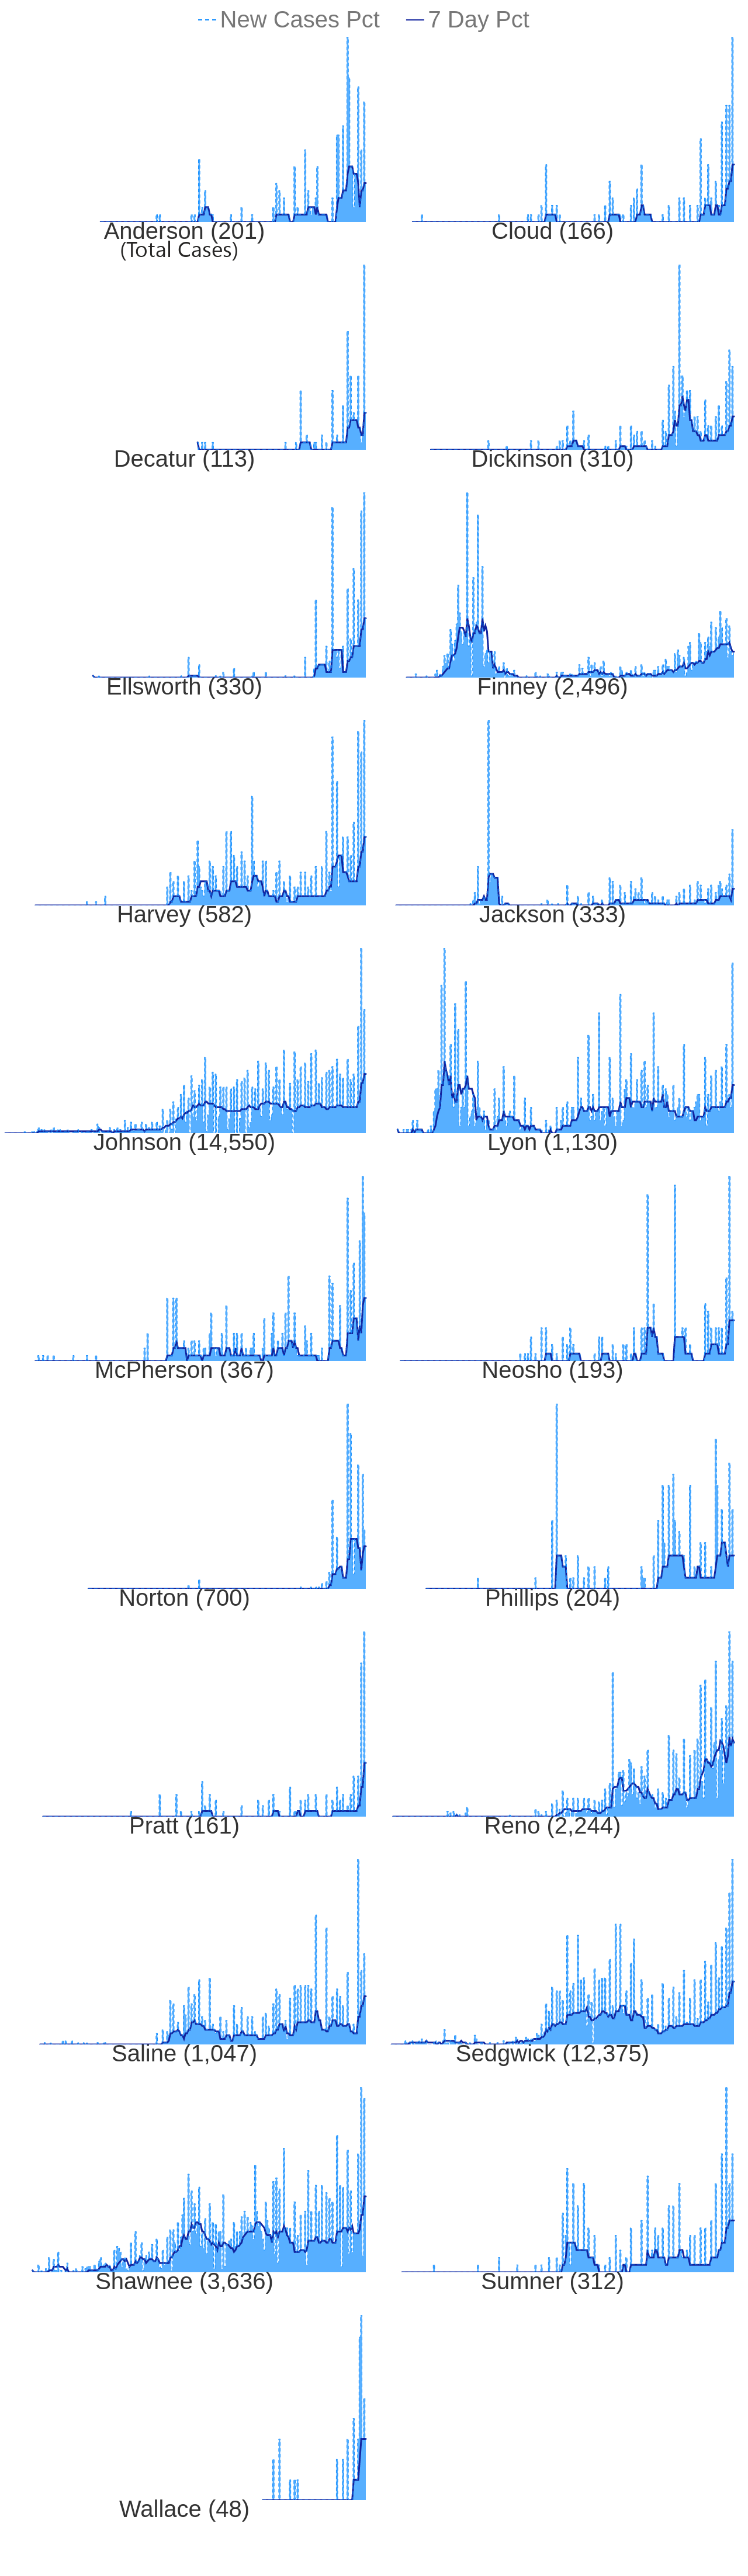 New Cases Pct 7 Day Pct
Anderson (201) Cloud (166)
(Total Cases)
Decatur (113) Dickinson (310)
Ellsworth (330) Finney (2,496)
Harvey (582) Jackson (333)
Johnson (14,550) Lyon (1,130)
McPherson (367) Neosho (193)
Norton (700) Phillips (204)
Pratt (161) Reno (2,244)
Saline (1,047) Sedgwick (12,375)
Shawnee (3,636) Sumner (312)
Wallace (48)